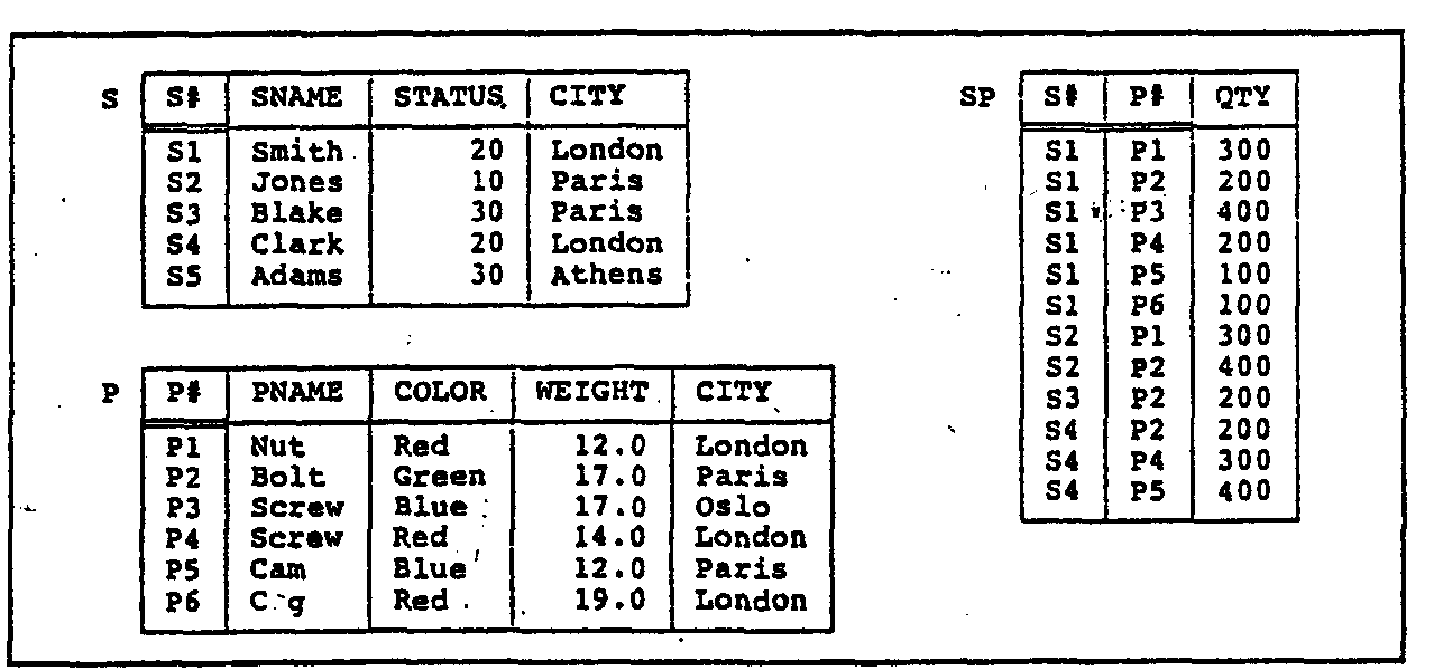 S S# SNAME STATUS CITY
S1 Smith 20 London
S2 Jones 10 Paris
S3 Blake 30 Paris
S4 Clark 20 London
S5 Adams 30 Athens
P P# PNAME COLOR WEIGHT CITY
P1 Nut Red 12.0 London
P2 Bolt Green 17.0 Paris
P3 Screw Blue 17.0 Oslo
P4 Screw Red 14.0 London
P5 Cam Blue 12.0 Paris
P6 Red 19.0 London
SP S# P# QTY
S1 P1 300
S1 P2 200
S1 P3 400
S1 P4 200
S1 P5 100
S1 P6 100
S2 P1 300
S2 P2 400
S3 P2 200
S4 P2 200
S4 P4 300
S4 P5 400